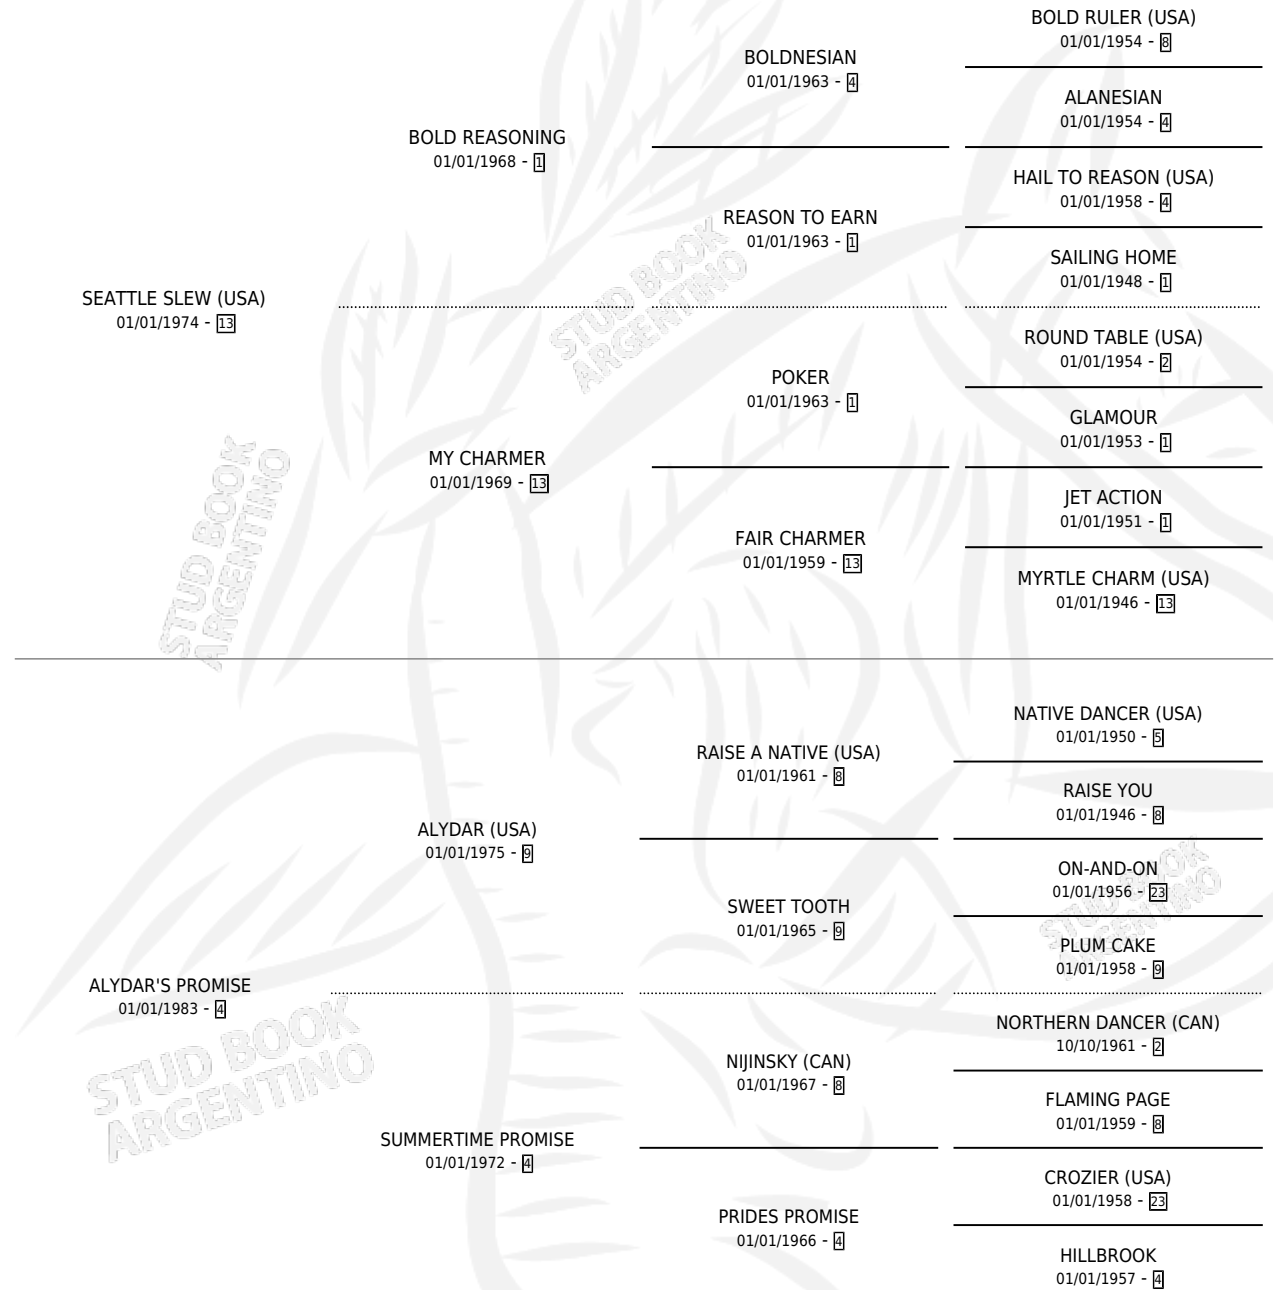 BOLD RULER (USA)
01/01/1954 - 8
BOLDNESIAN
01/01/1963 - 4
ALANESIAN
01/01/1954 - 4
BOLD REASONING
01/01/1968 - 1
HAIL TO REASON (USA)
01/01/1958 - 4
REASON TO EARN
01/01/1963 - 1
SAILING HOME
01/01/1948 - 1
SEATTLE SLEW (USA)
01/01/1974 - 13
ROUND TABLE (USA)
01/01/1954 - 2
POKER
01/01/1963 - 1
GLAMOUR
01/01/1953 - 1
MY CHARMER
01/01/1969 - 13
JET ACTION
01/01/1951 - 1
FAIR CHARMER
01/01/1959 - 13
MYRTLE CHARM (USA)
01/01/1946 - 13
STUD BOOK
ARGENTINO
STUD BOOK
ARGENTINO
NATIVE DANCER (USA)
01/01/1950 - 5
RAISE A NATIVE (USA)
01/01/1961 - 8
RAISE YOU
01/01/1946 - 8
ALYDAR (USA)
01/01/1975 - 9
ON-AND-ON
01/01/1956 - 23
SWEET TOOTH
01/01/1965 - 9
PLUM CAKE
01/01/1958 - 9
ALYDAR'S PROMISE
01/01/1983 - 4
NORTHERN DANCER (CAN)
10/10/1961 - 2
NIJINSKY (CAN)
01/01/1967 - 8
FLAMING PAGE
01/01/1959 - 8
SUMMERTIME PROMISE
01/01/1972 - 4
CROZIER (USA)
01/01/1958 - 23
PRIDES PROMISE
01/01/1966 - 4
HILLBROOK
01/01/1957 - 4
STUD BOOK
ARGENTINO
STUD BOOK
ARGENTINO